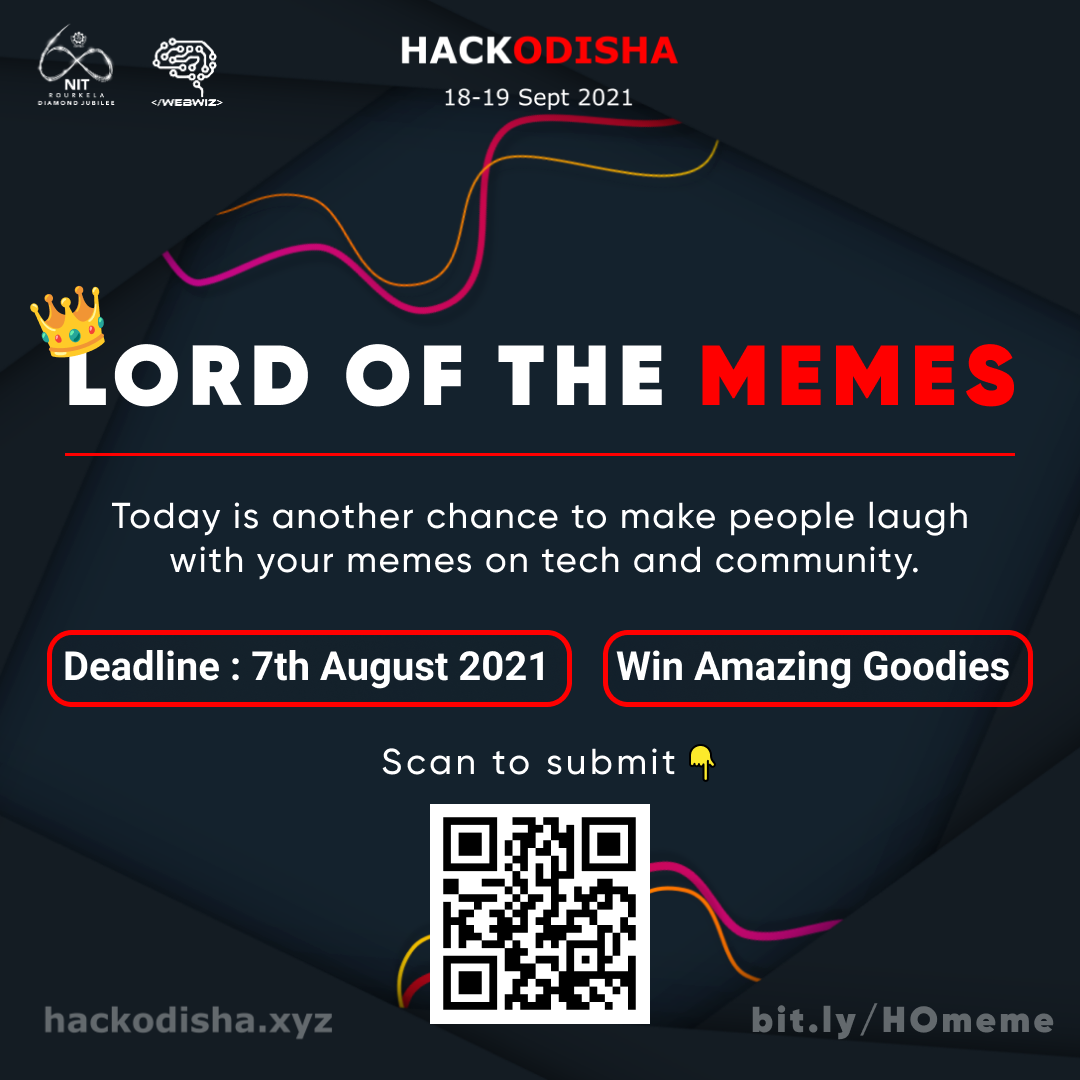 NIT
ROURKELA
DIAMOND JUBILEE
</WEBWIZ>
HACKODISHA
18-19 Sept 2021
LORD OF THE MEMES
Today is another chance to make people laugh
with your memes on tech and community.
Deadline : 7th August 2021
Win Amazing Goodies
Scan to submit
hackodisha.xyz
bit.ly/HOmeme